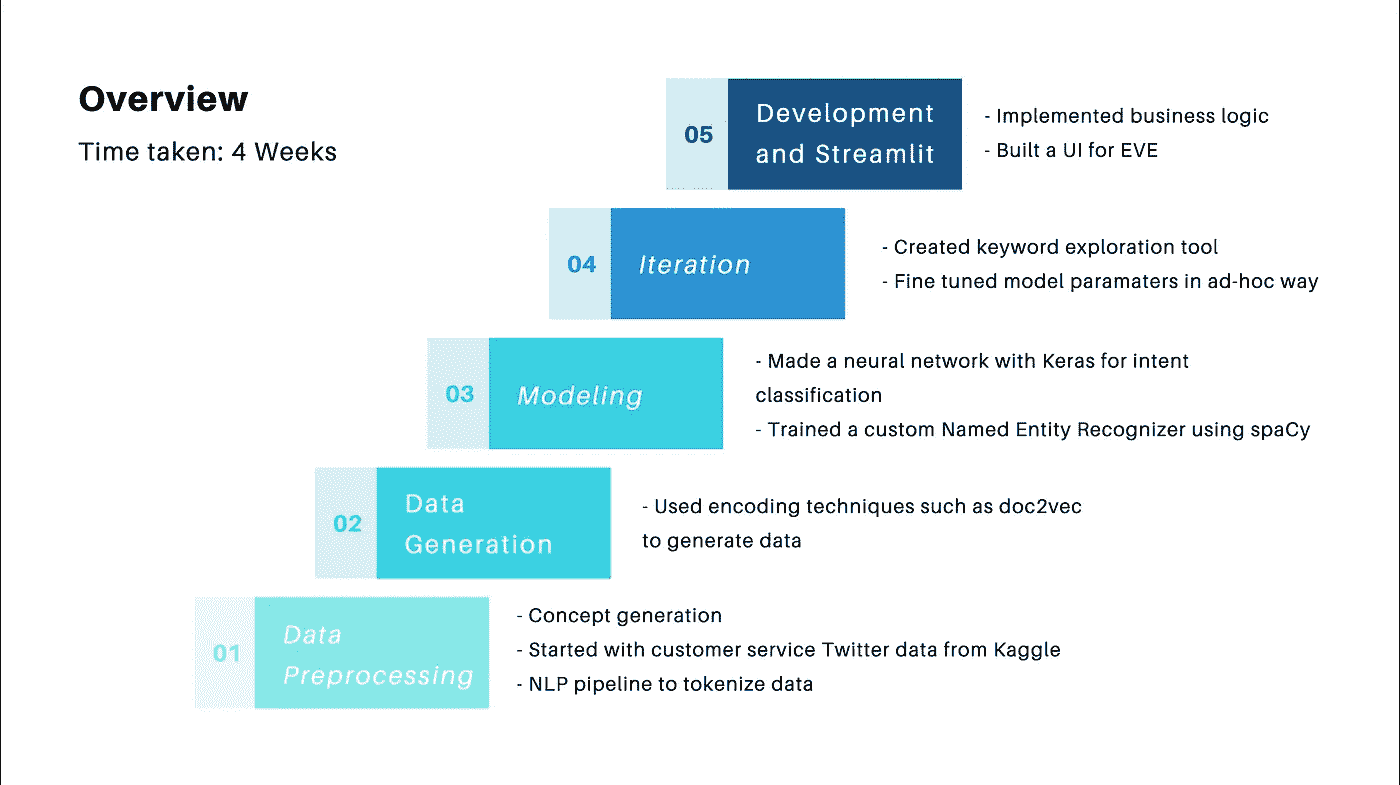 Overview
Time taken: 4 Weeks
05
Development
and Streamlit
- Implemented business logic
- Built a UI for EVE
04
Iteration
- Created keyword exploration tool
- Fine tuned model paramaters in ad-hoc way
03
Modeling
- Made a neural network with Keras for intent
classification
- Trained a custom Named Entity Recognizer using spaCy
02
Data
Generation
- Used encoding techniques such as doc2vec
to generate data
01
Data
Preprocessing
- Concept generation
- Started with customer service Twitter data from Kaggle
- NLP pipeline to tokenize data